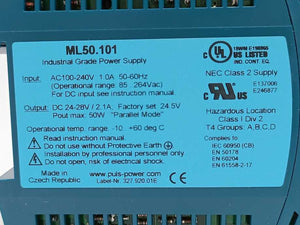 ML50.101
Industrial Grade Power Supply
Input: AC100-240V 1.0A 50-60Hz
(Operational range: 85...264Vac)
For DC input see instruction manual.
Output: DC 24-28V / 2.1A; Factory set 24.5V
Pout max: 50W "Parallel Mode"
Operational temp. range: -10...+60 deg C
Read instruction manual.
Do not use without Protective Earth
Installation by professional personnel only.
Do not open, risk of electrical shock.
Made in
Czech Republic
www.puls-power.com
Label-Nr. 327.920.01E
UL
US LISTED
IND. CONT. EQ.
NEC Class 2 Supply
US
E137006
E246877
Hazardous Location
Class I Div 2
T4 Groups: A,B,C,D
According to
IEC 60950 (CB)
EN 50178
EN 60204
EN 61558-2-17